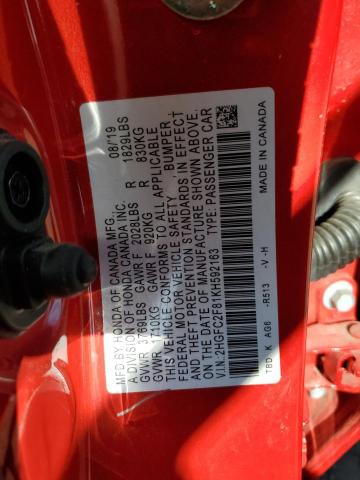 MFD BY HONDA OF CANADA MFG. 08/'19
A DIVISION OF HONDA CANADA INC.
GVWR 3769LBS GAWR F 2028LBS R 1829LBS
GVWR 1710KG GAWR F 920KG R 830KG
THIS VEHICLE CONFORMS TO ALL APPLICABLE
FEDERAL MOTOR VEHICLE SAFETY, BUMPER,
AND THEFT PREVENTION STANDARDS IN EFFECT
ON THE DATE OF MANUFACTURE SHOWN ABOVE.
V.I.N. 2HGFC2F81KH592163 TYPE: PASSENGER CAR
MADE IN CANADA
TBD K AG6 -R513 -V -H